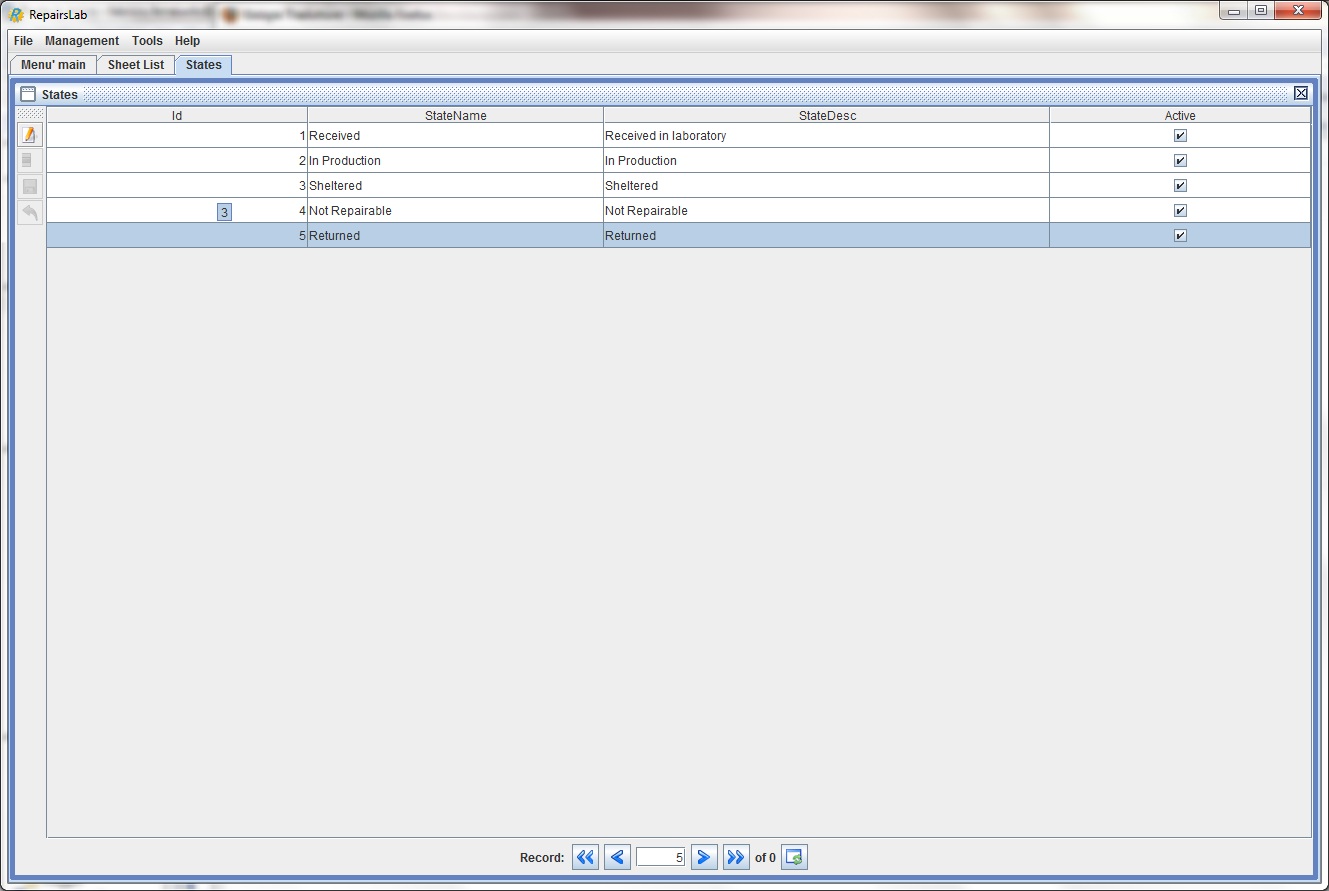 RepairsLab
File Management Tools Help
Menu' main Sheet List States
States
Id StateName StateDesc Active
1 Received Received in laboratory
2 In Production In Production
3 Sheltered Sheltered
3 4 Not Repairable Not Repairable
5 Returned Returned
Record: 5 of 0